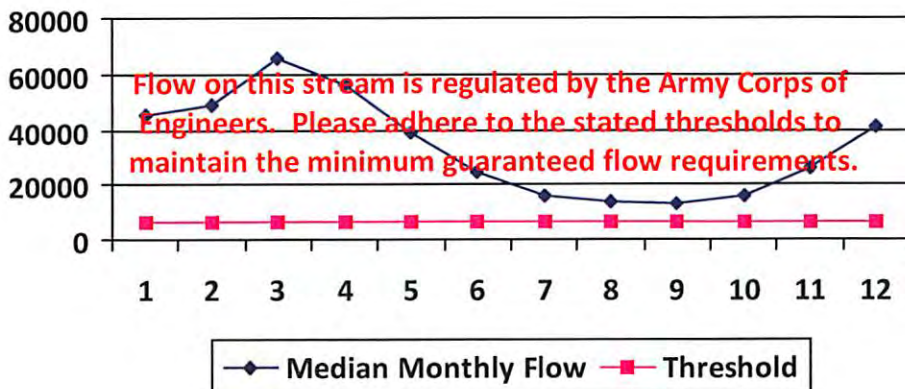 80000
60000
40000
20000
0
Flow on this stream is regulated by the Army Corps of
Engineers. Please adhere to the stated thresholds to
maintain the minimum guaranteed flow requirements.
1 2 3 4 5 6 7 8 9 10 11 12
Median Monthly Flow Threshold